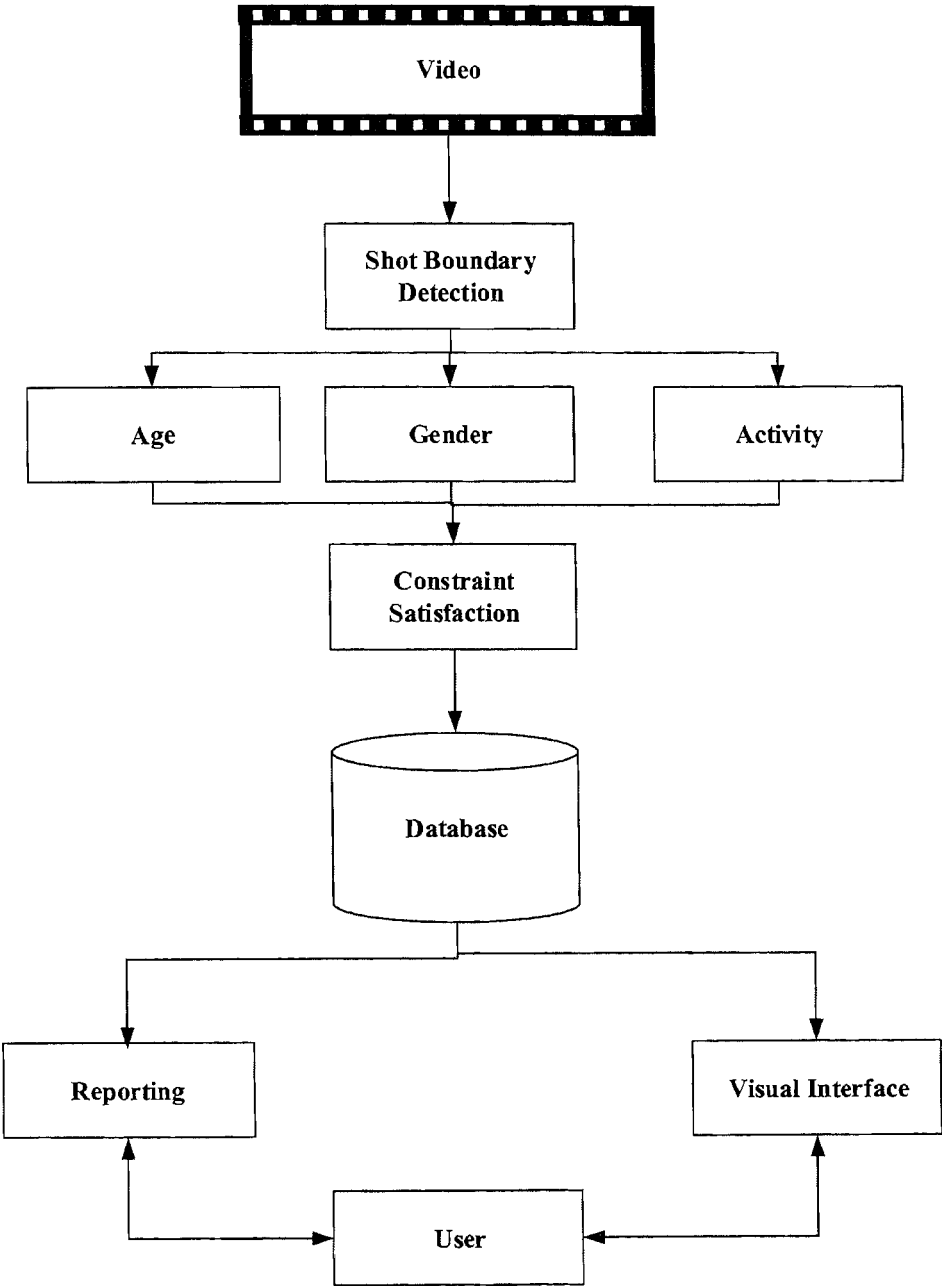 Video
Shot Boundary
Detection
Age
Gender
Activity
Constraint
Satisfaction
Database
Reporting
Visual Interface
User